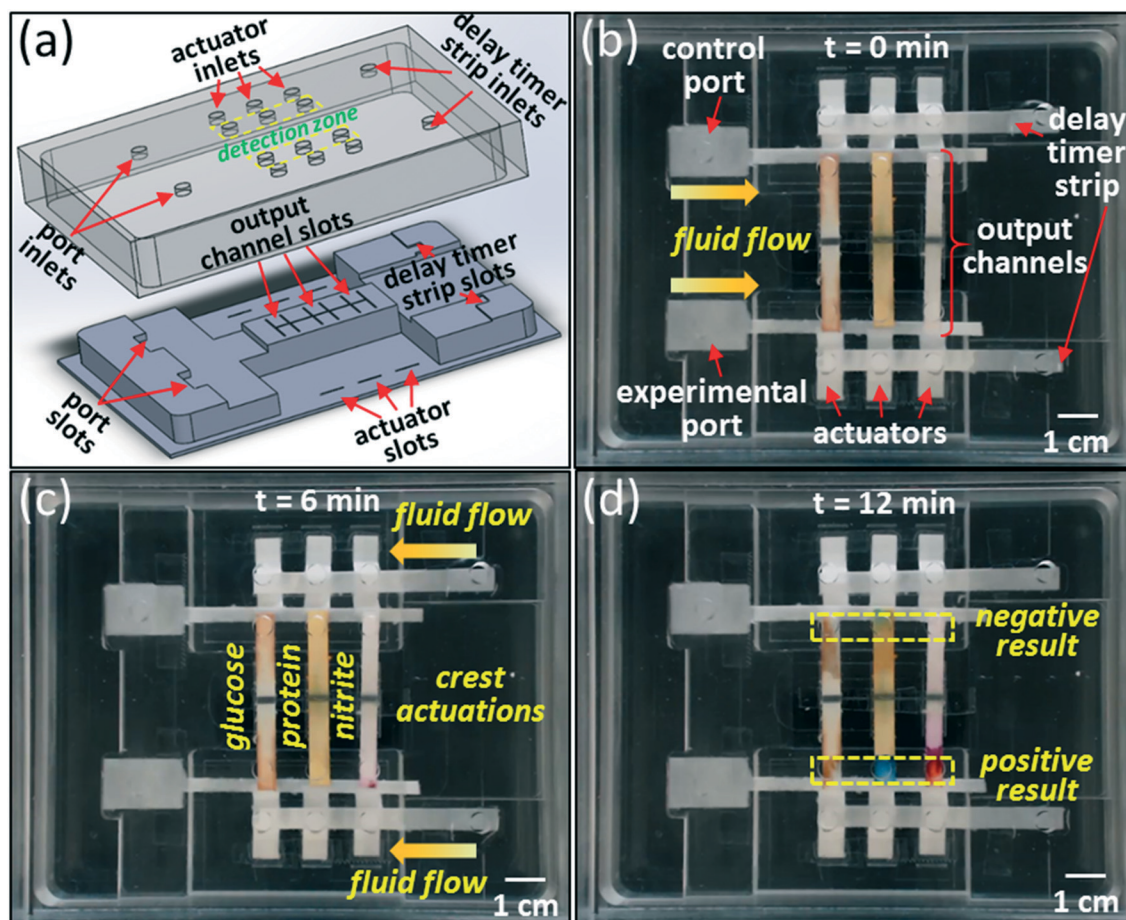 (a)
actuator
inlets
delay timer
strip inlets
detection zone
port
inlets
output
channel slots
delay timer
strip slots
port
slots
actuator
slots
(b)
control
port
t = 0 min
delay
timer
strip
fluid flow
output
channels
experimental
port
actuators
1 cm
(c)
t = 6 min
fluid flow
glucose
protein
nitrite
crest
actuations
fluid flow
1 cm
(d)
t = 12 min
negative
result
positive
result
1 cm